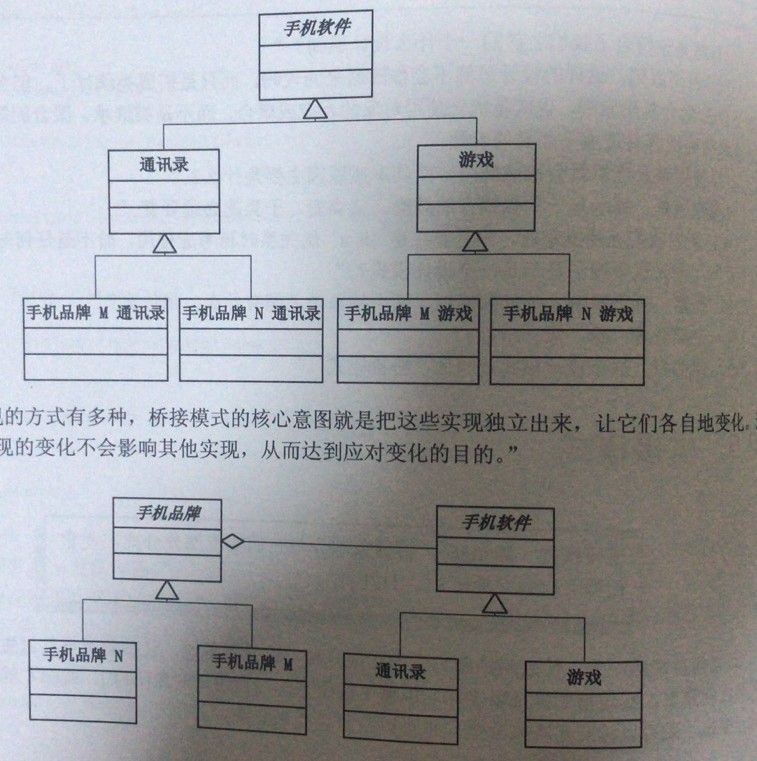 手机软件
通讯录
游戏
手机品牌 M 通讯录
手机品牌 N 通讯录
手机品牌 M 游戏
手机品牌 N 游戏
的方式有多种，桥接模式的核心意图就是把这些实现独立出来，让它们各自地变化。
现的变化不会影响其他实现，从而达到应对变化的目的。”
手机品牌
手机软件
手机品牌 N
手机品牌 M
通讯录
游戏